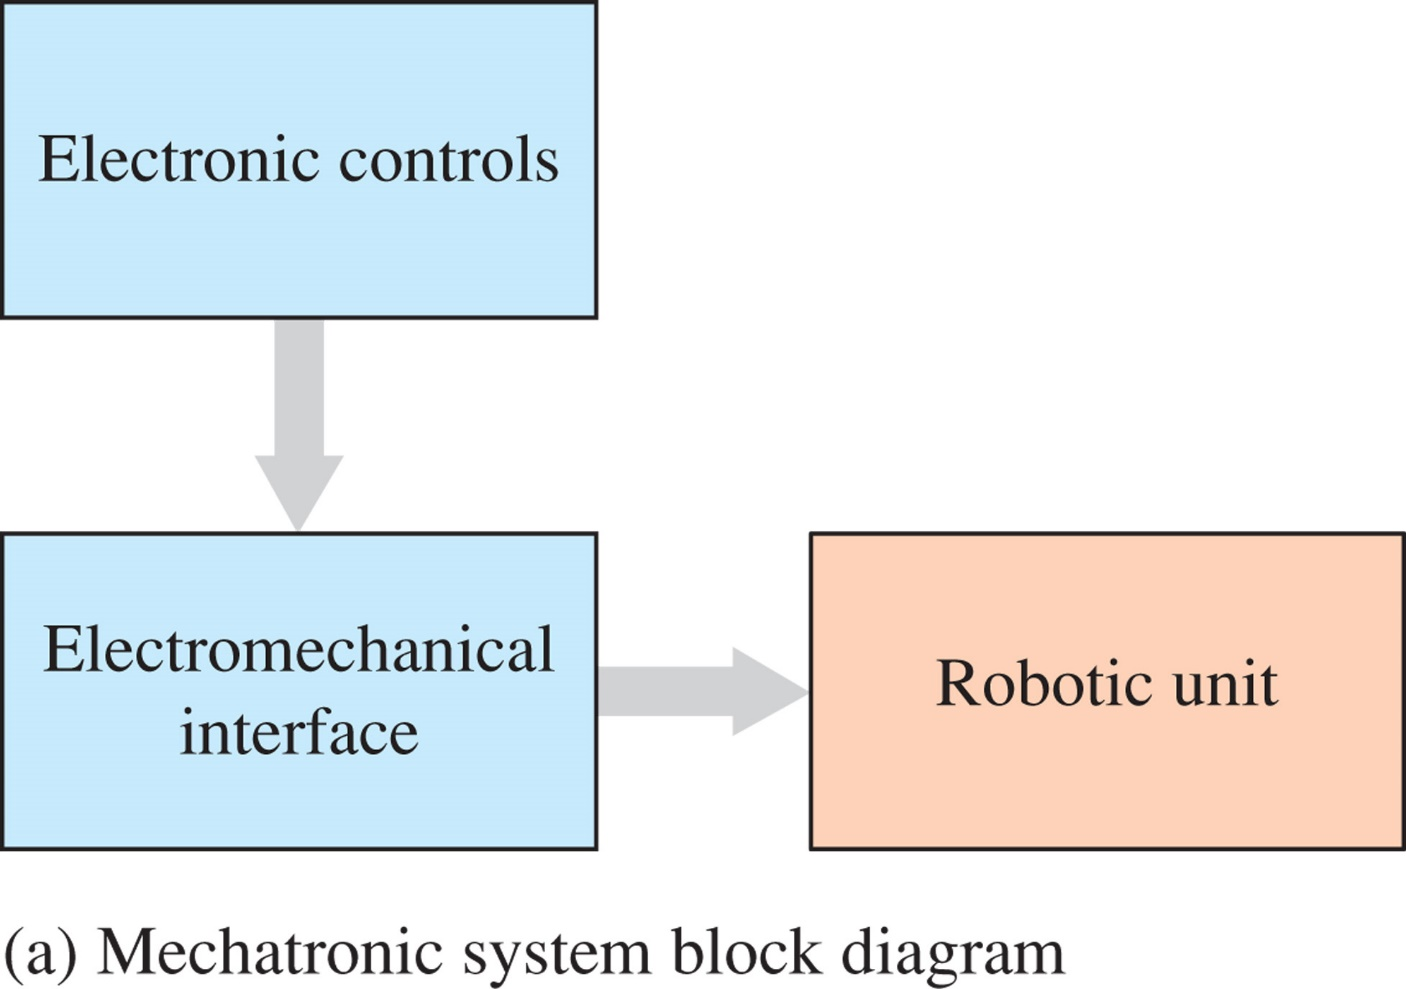 Electronic controls
Electromechanical
interface
Robotic unit
(a) Mechatronic system block diagram